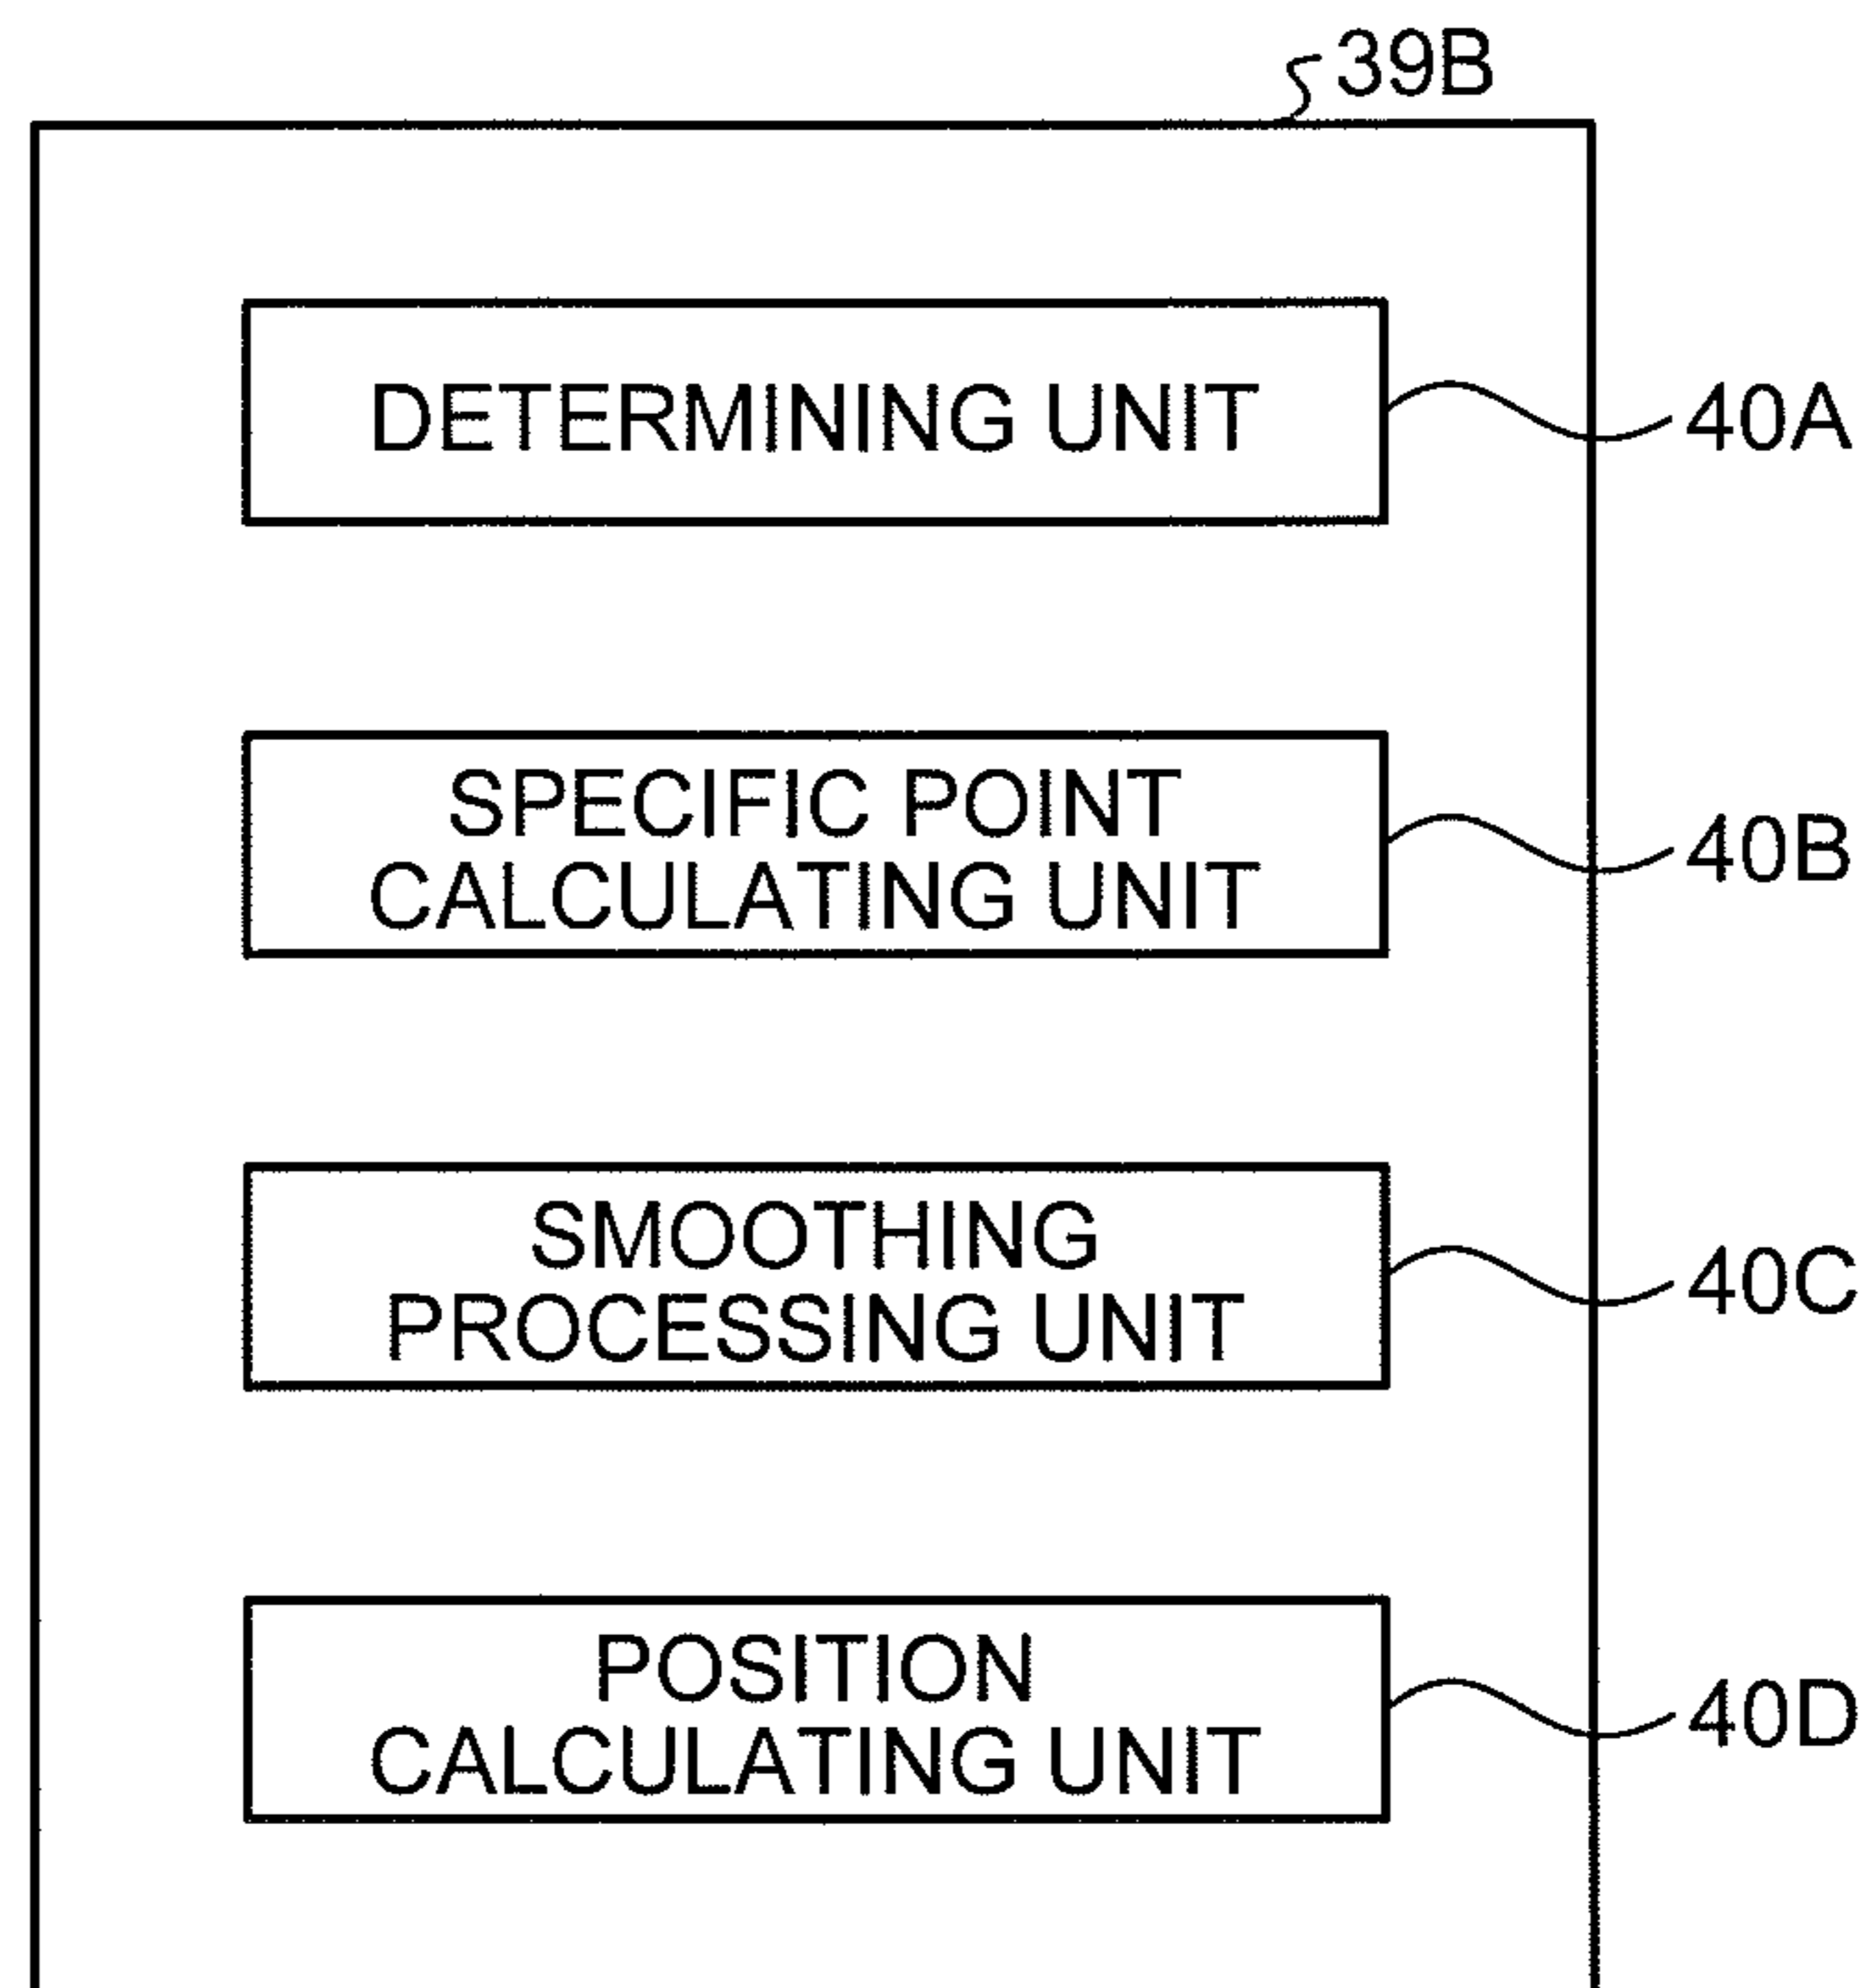 39B
DETERMINING UNIT
40A
SPECIFIC POINT
CALCULATING UNIT
40B
SMOOTHING
PROCESSING UNIT
40C
POSITION
CALCULATING UNIT
40D